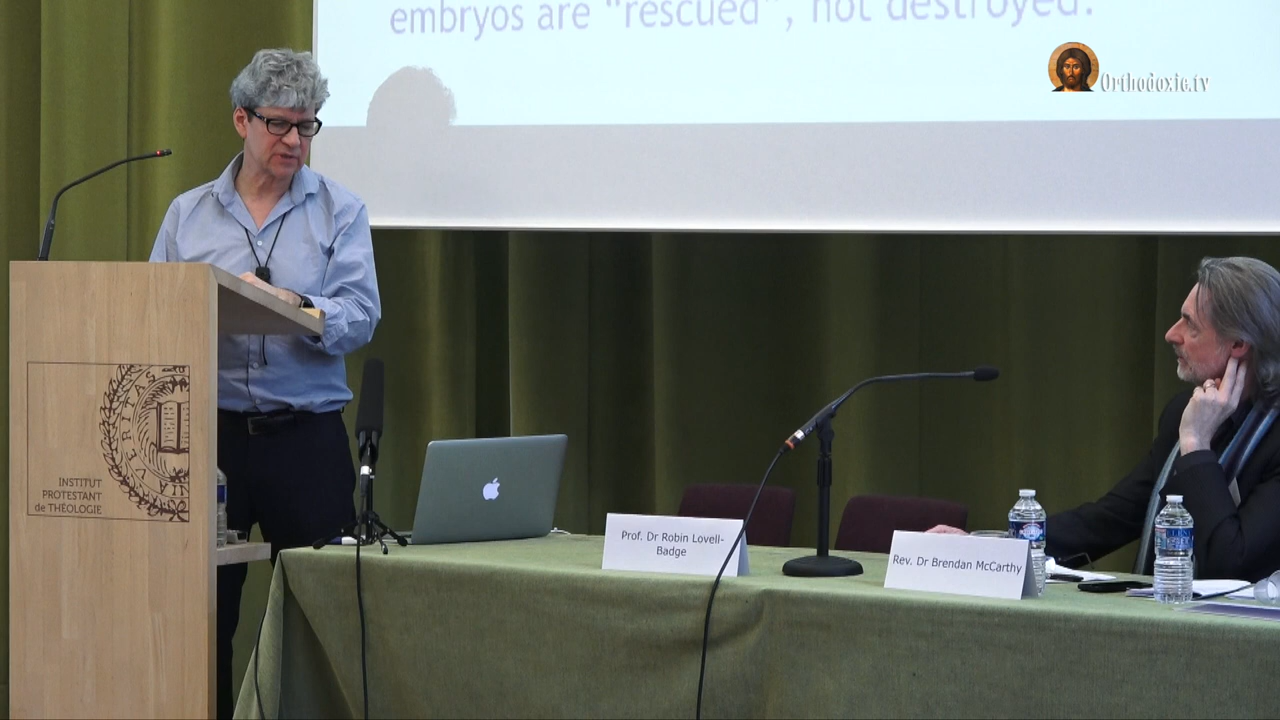 embryos are “rescued”, not destroyed.
Orthodoxie.tv
VERITAS
INSTITUT
PROTESTANT
de THÉOLOGIE
Prof. Dr Robin Lovell-
Badge
Rev. Dr Brendan McCarthy